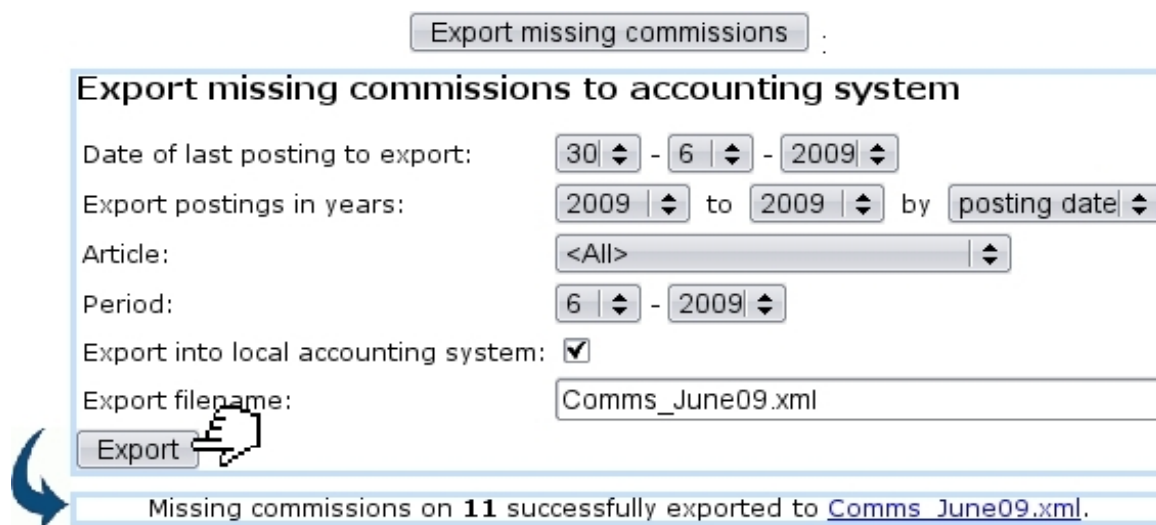 Export missing commissions :
Export missing commissions to accounting system
Date of last posting to export: 30 - 6 - 2009
Export postings in years: 2009 to 2009 by posting date
Article: <All>
Period: 6 - 2009
Export into local accounting system:
Export filename: Comms_June09.xml
Export
Missing commissions on 11 successfully exported to Comms_June09.xml.